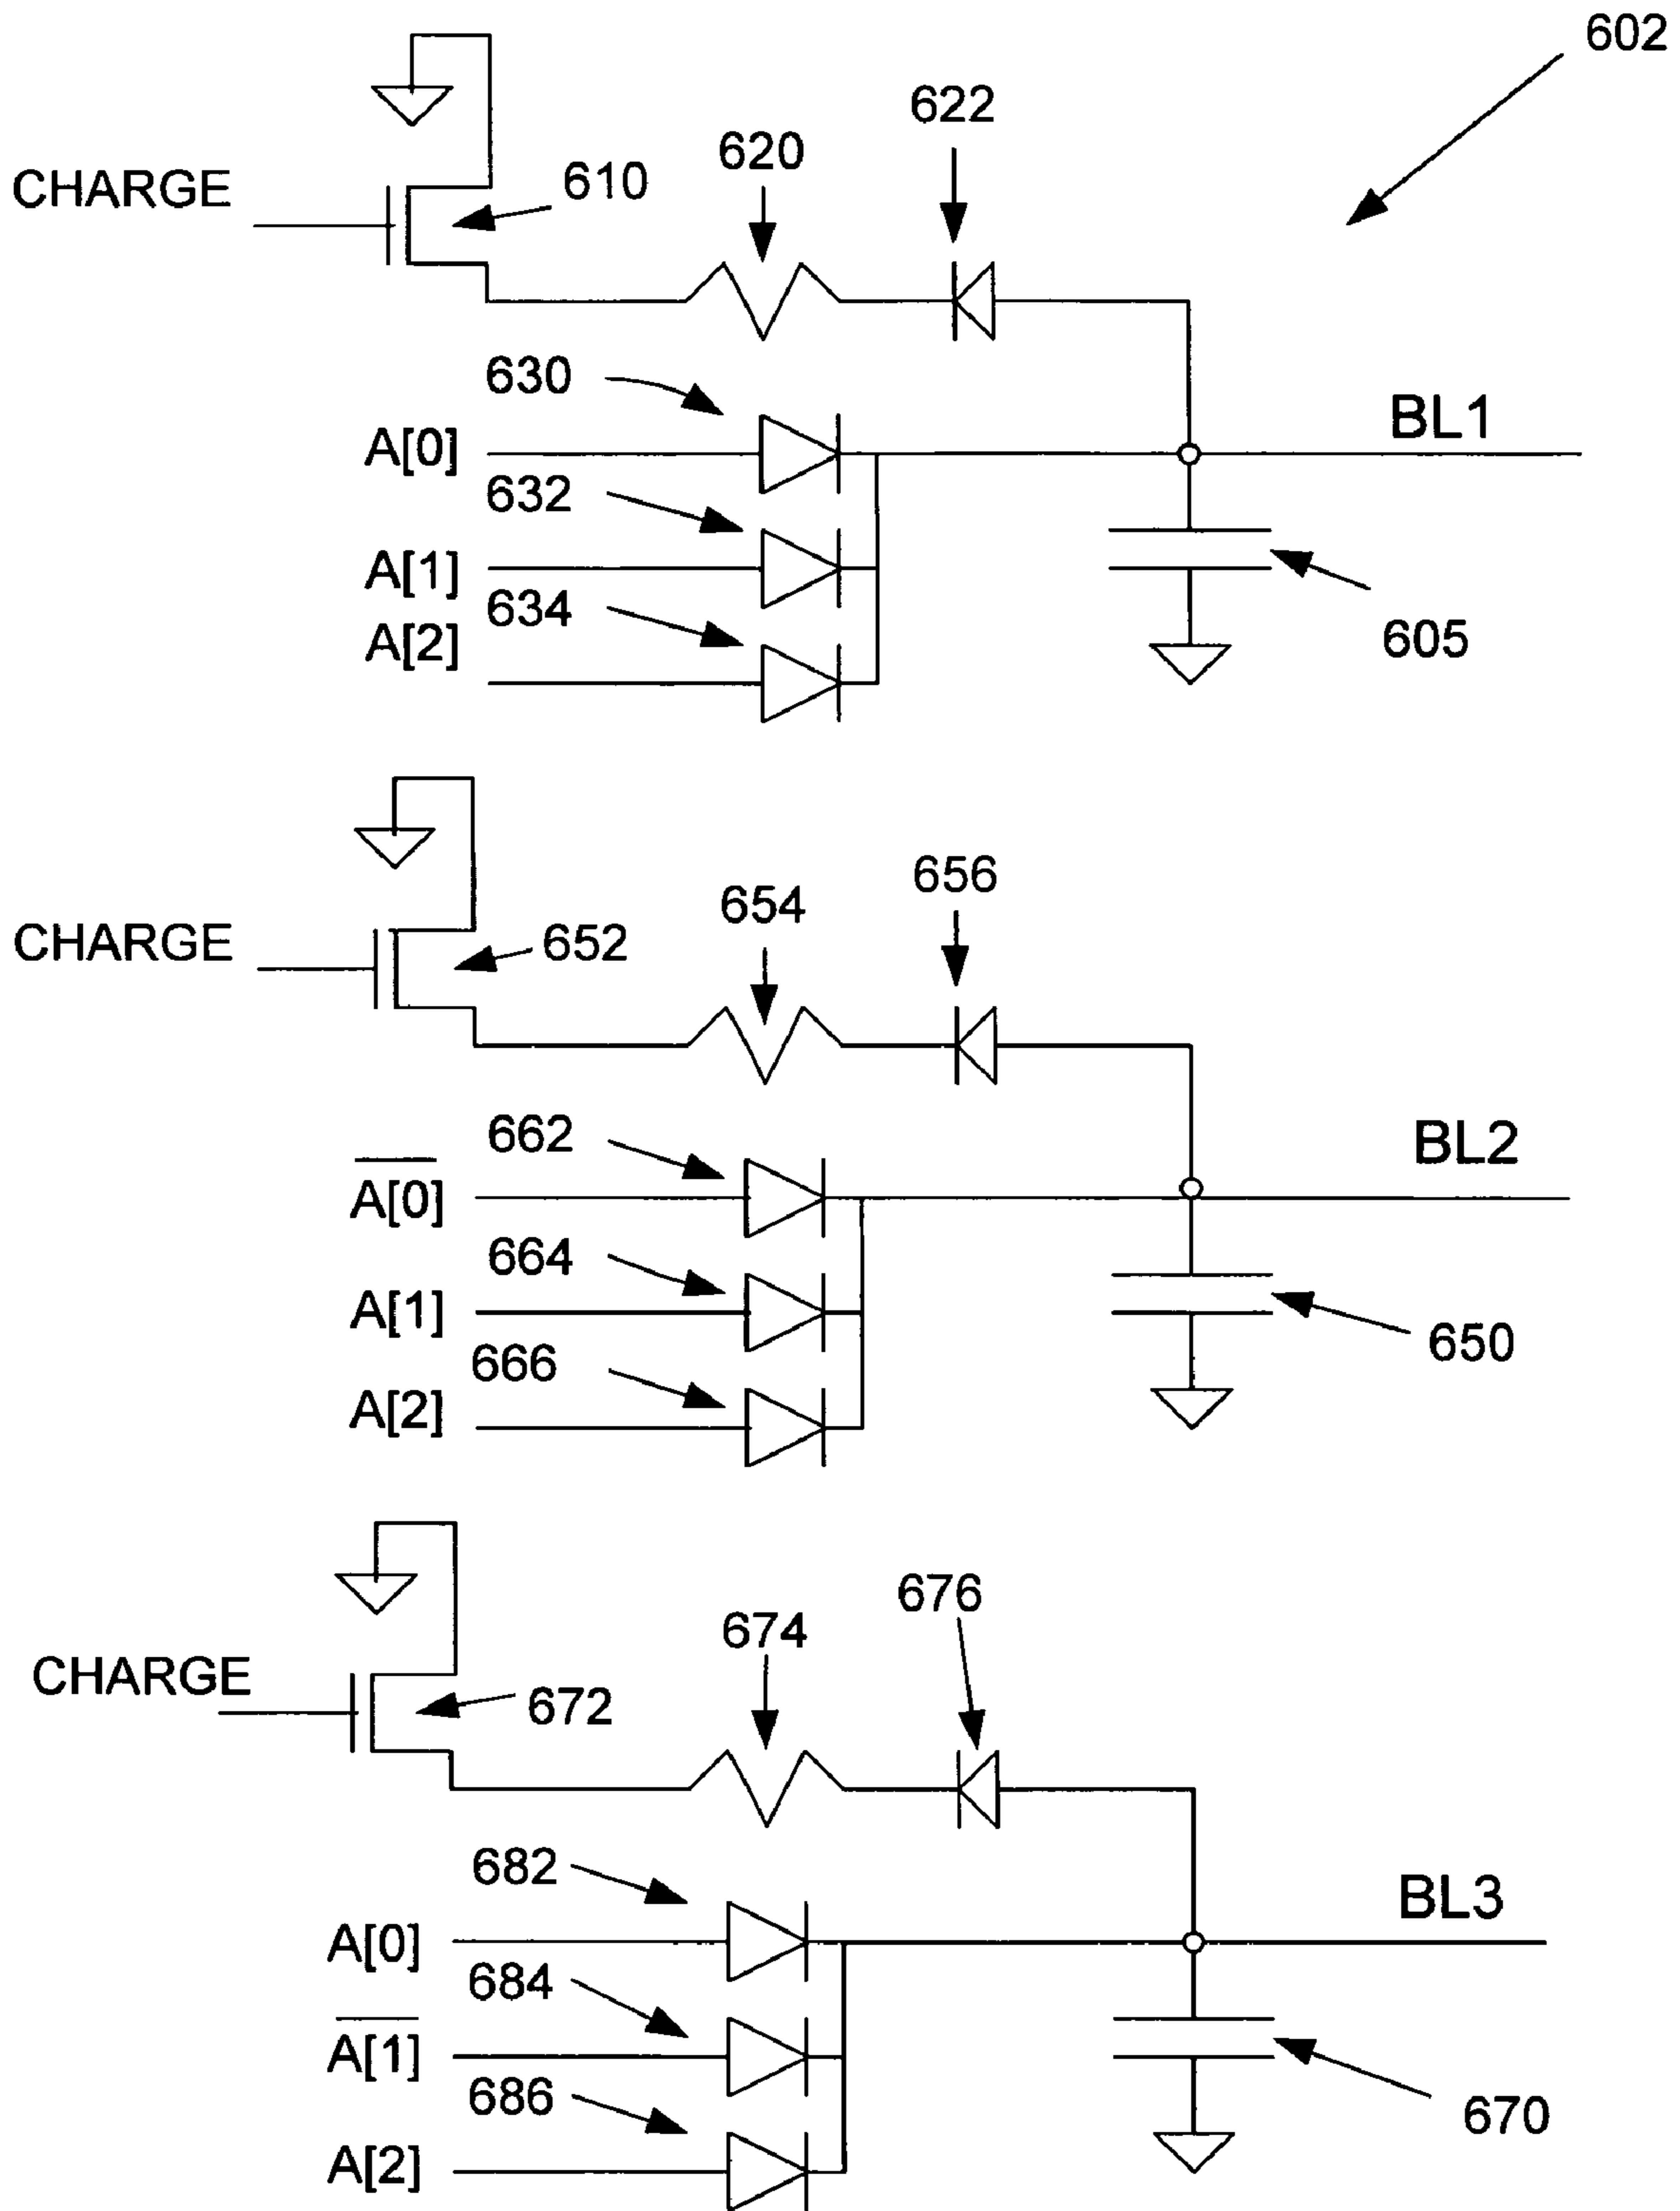 602
622
620
CHARGE
610
630
BL1
A[0]
632
A[1]
634
A[2]
605
656
654
CHARGE
652
662
BL2
A̅[̅0̅]̅
664
A[1]
650
666
A[2]
676
674
CHARGE
672
682
BL3
A[0]
684
A̅[̅1̅]̅
686
670
A[2]